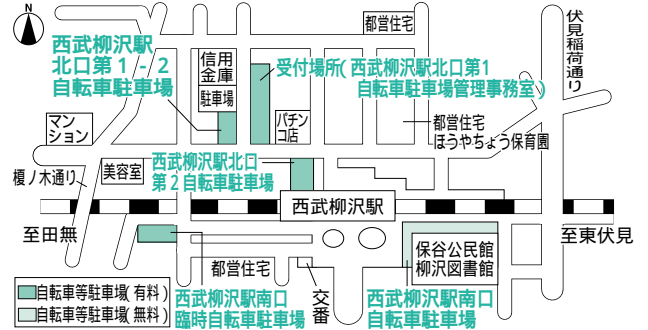 N
都営住宅
伏見稲荷通り
西武柳沢駅
北口第１-２
自転車駐車場
信用
金庫
駐車場
受付場所(西武柳沢駅北口第1
自転車駐車場管理事務室)
マン
ション
パチン
コ店
都営住宅
ほうやちょう保育園
榎ノ木通り
美容室
西武柳沢駅北口
第２自転車駐車場
西武柳沢駅
至田無
至東伏見
保谷公民館
柳沢図書館
都営住宅
交番
自転車等駐車場(有料)
自転車等駐車場(無料)
西武柳沢駅南口
臨時自転車駐車場
西武柳沢駅南口
自転車駐車場